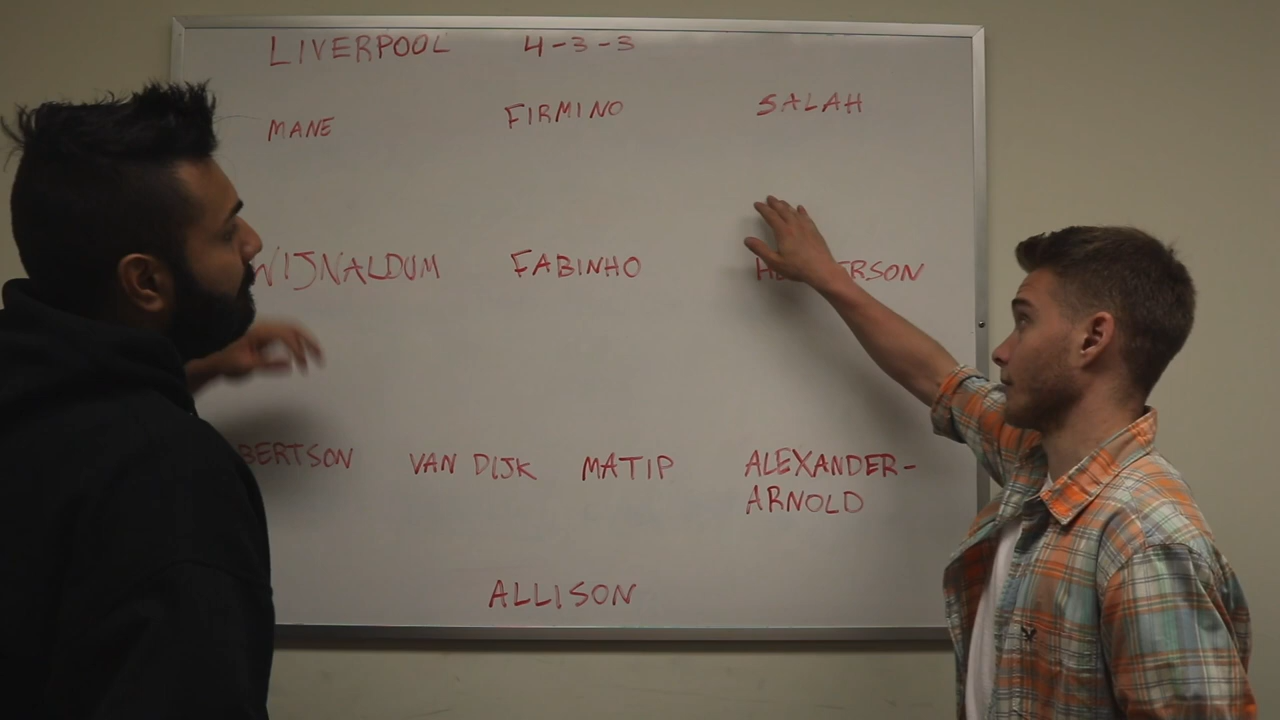 LIVERPOOL 4-3-3
MANE FIRMINO SALAH
WIJNALDUM FABINHO
BERTSON VAN DIJK MATIP ALEXANDER-
ARNOLD
ALLISON